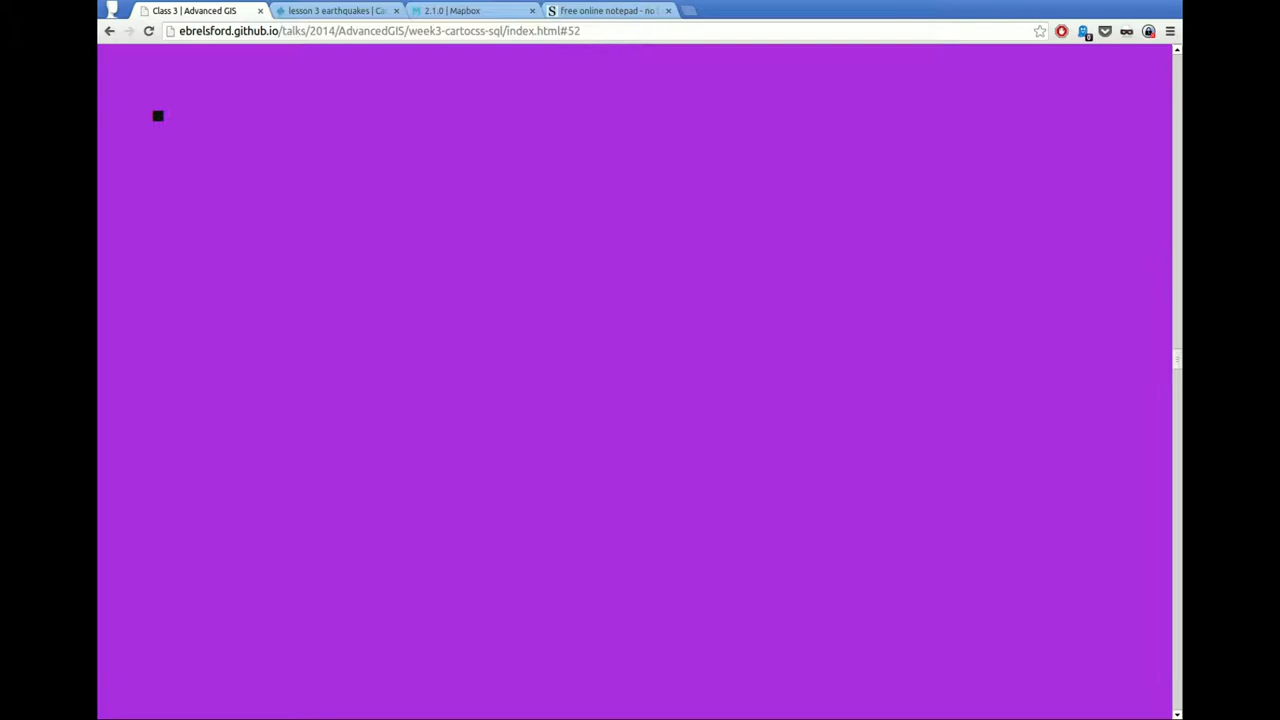 Class 3 | Advanced GIS
lesson 3 earthquakes | Ca
2.1.0 | Mapbox
S free online notepad - no
ebrelsford.github.io/talks/2014/AdvancedGIS/week3-cartocss-sql/index.html#52